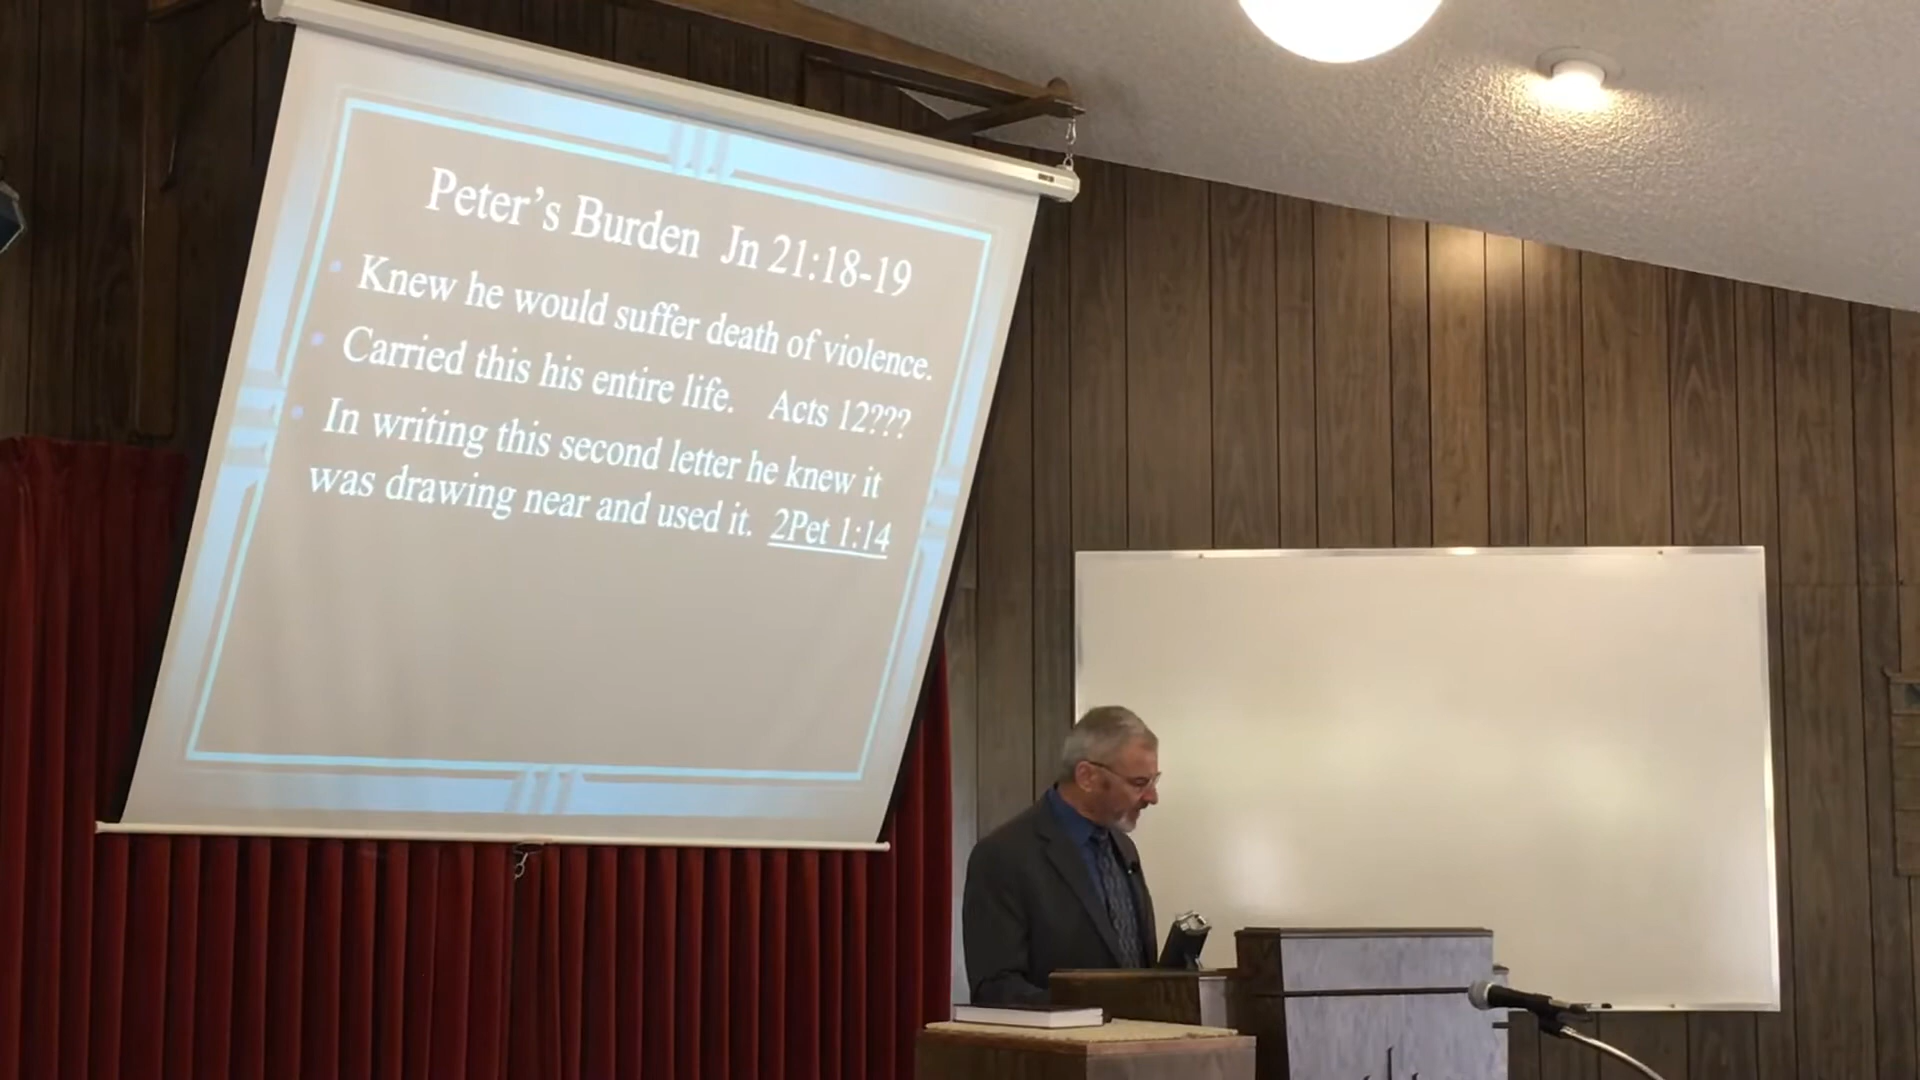 Peter's Burden Jn 21:18-19
Knew he would suffer death of violence.
Carried this his entire life. Acts 12???
In writing this second letter he knew it
was drawing near and used it. 2Pet 1:14